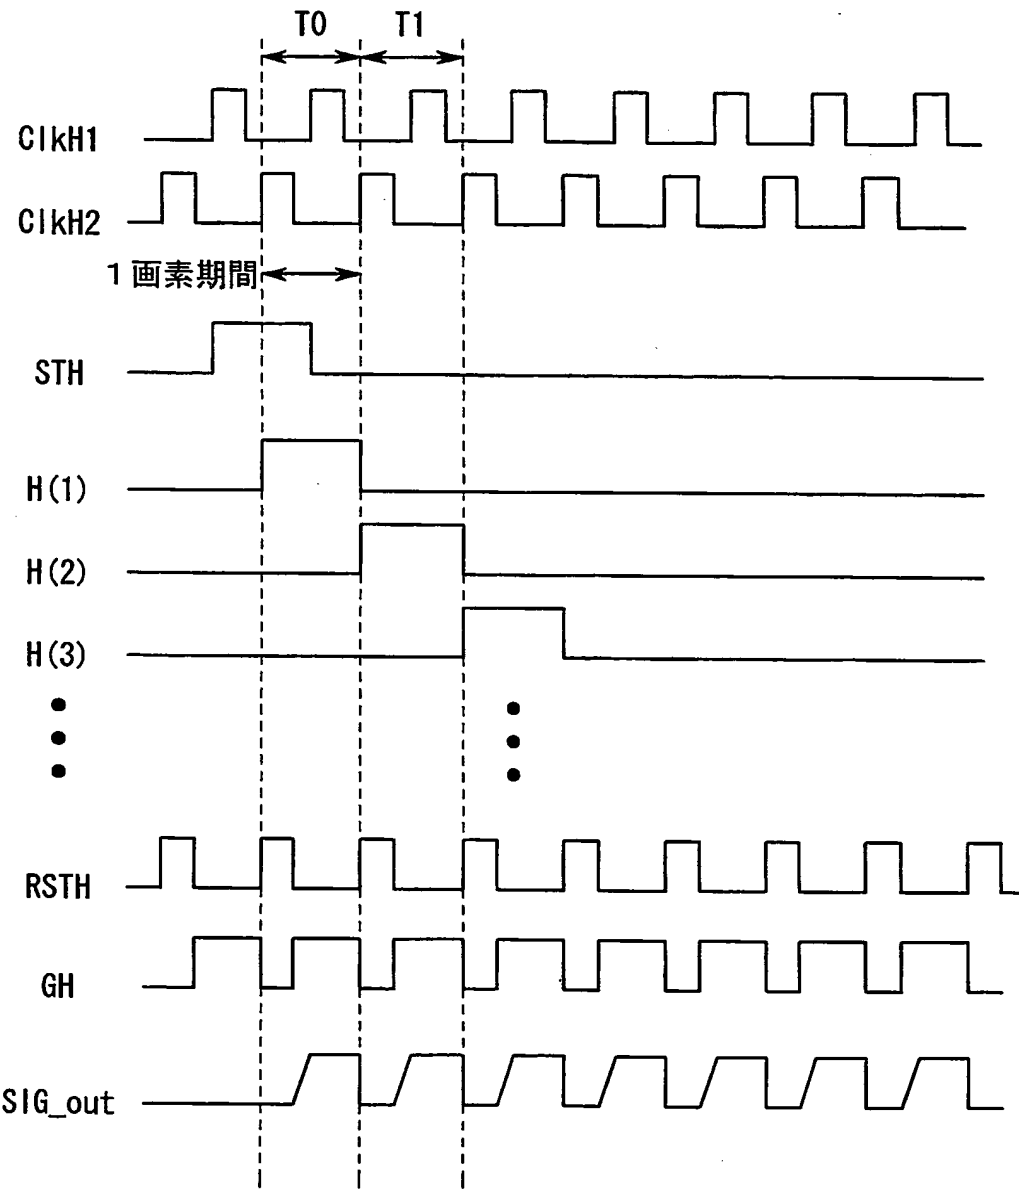 T0 T1
ClkH1
ClkH2
1画素期間
STH
H(1)
H(2)
H(3)
RSTH
GH
SIG_out